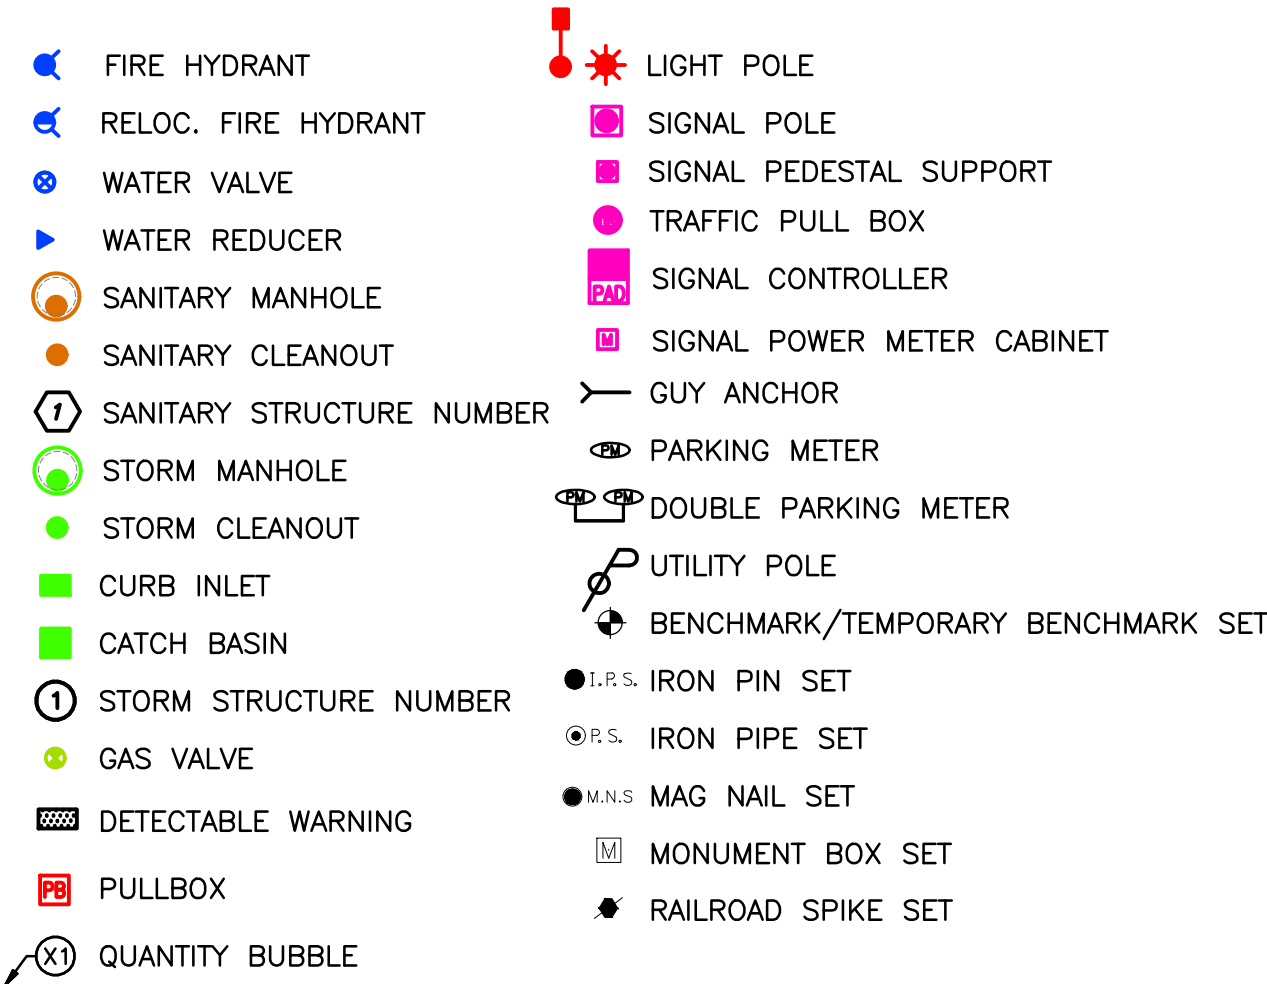 FIRE HYDRANT
RELOC. FIRE HYDRANT
WATER VALVE
WATER REDUCER
SANITARY MANHOLE
SANITARY CLEANOUT
1 SANITARY STRUCTURE NUMBER
STORM MANHOLE
STORM CLEANOUT
CURB INLET
CATCH BASIN
1 STORM STRUCTURE NUMBER
GAS VALVE
DETECTABLE WARNING
PB PULLBOX
X1 QUANTITY BUBBLE
LIGHT POLE
SIGNAL POLE
SIGNAL PEDESTAL SUPPORT
TRAFFIC PULL BOX
PAD SIGNAL CONTROLLER
M SIGNAL POWER METER CABINET
GUY ANCHOR
PM PARKING METER
PM PM DOUBLE PARKING METER
UTILITY POLE
BENCHMARK/TEMPORARY BENCHMARK SET
I.P.S. IRON PIN SET
P.S. IRON PIPE SET
M.N.S MAG NAIL SET
M MONUMENT BOX SET
RAILROAD SPIKE SET